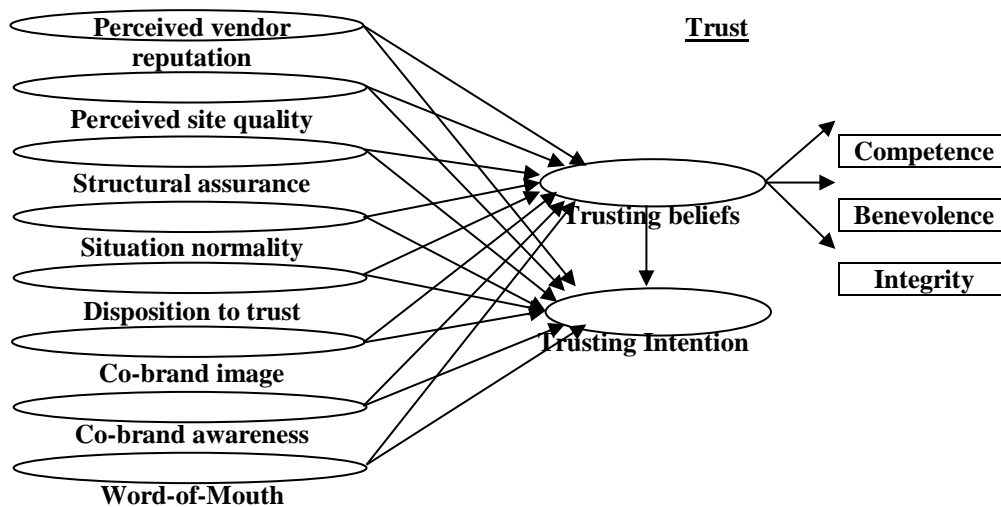 Perceived vendor
reputation
Perceived site quality
Structural assurance
Situation normality
Disposition to trust
Co-brand image
Co-brand awareness
Word-of-Mouth
Trust
Trusting beliefs
Trusting Intention
Competence
Benevolence
Integrity